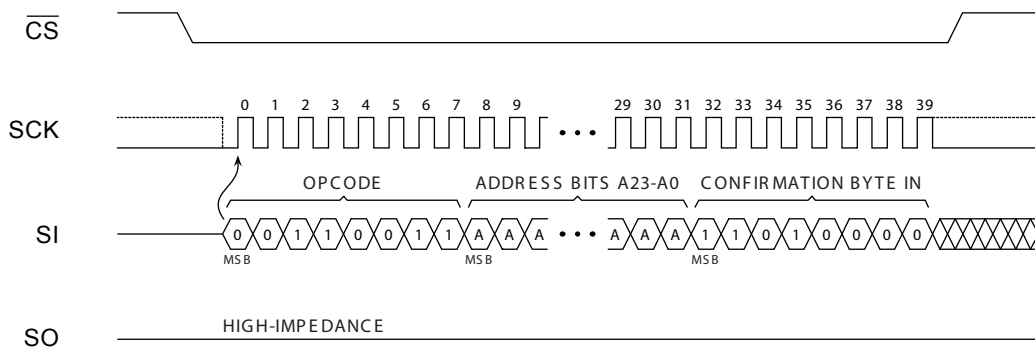 CS
SCK
0 1 2 3 4 5 6 7 8 9 29 30 31 32 33 34 35 36 37 38 39
OPCODE ADDRESS BITS A23-A0 CONFIRMATION BYTE IN
SI
0 0 1 1 0 0 1 1 A A A A A A 1 1 0 1 0 0 0 0
MSB MSB MSB
HIGH-IMPEDANCE
SO